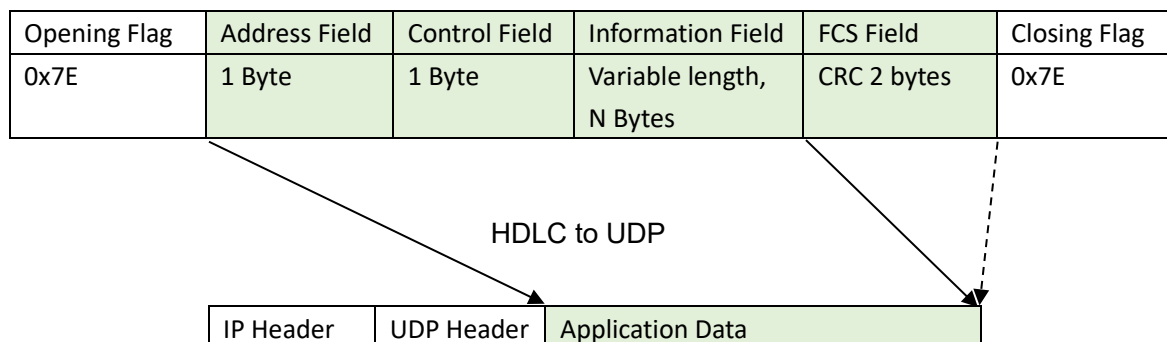 Opening Flag Address Field Control Field Information Field FCS Field Closing Flag
0x7E 1 Byte 1 Byte Variable length, CRC 2 bytes 0x7E
N Bytes
HDLC to UDP
IP Header UDP Header Application Data